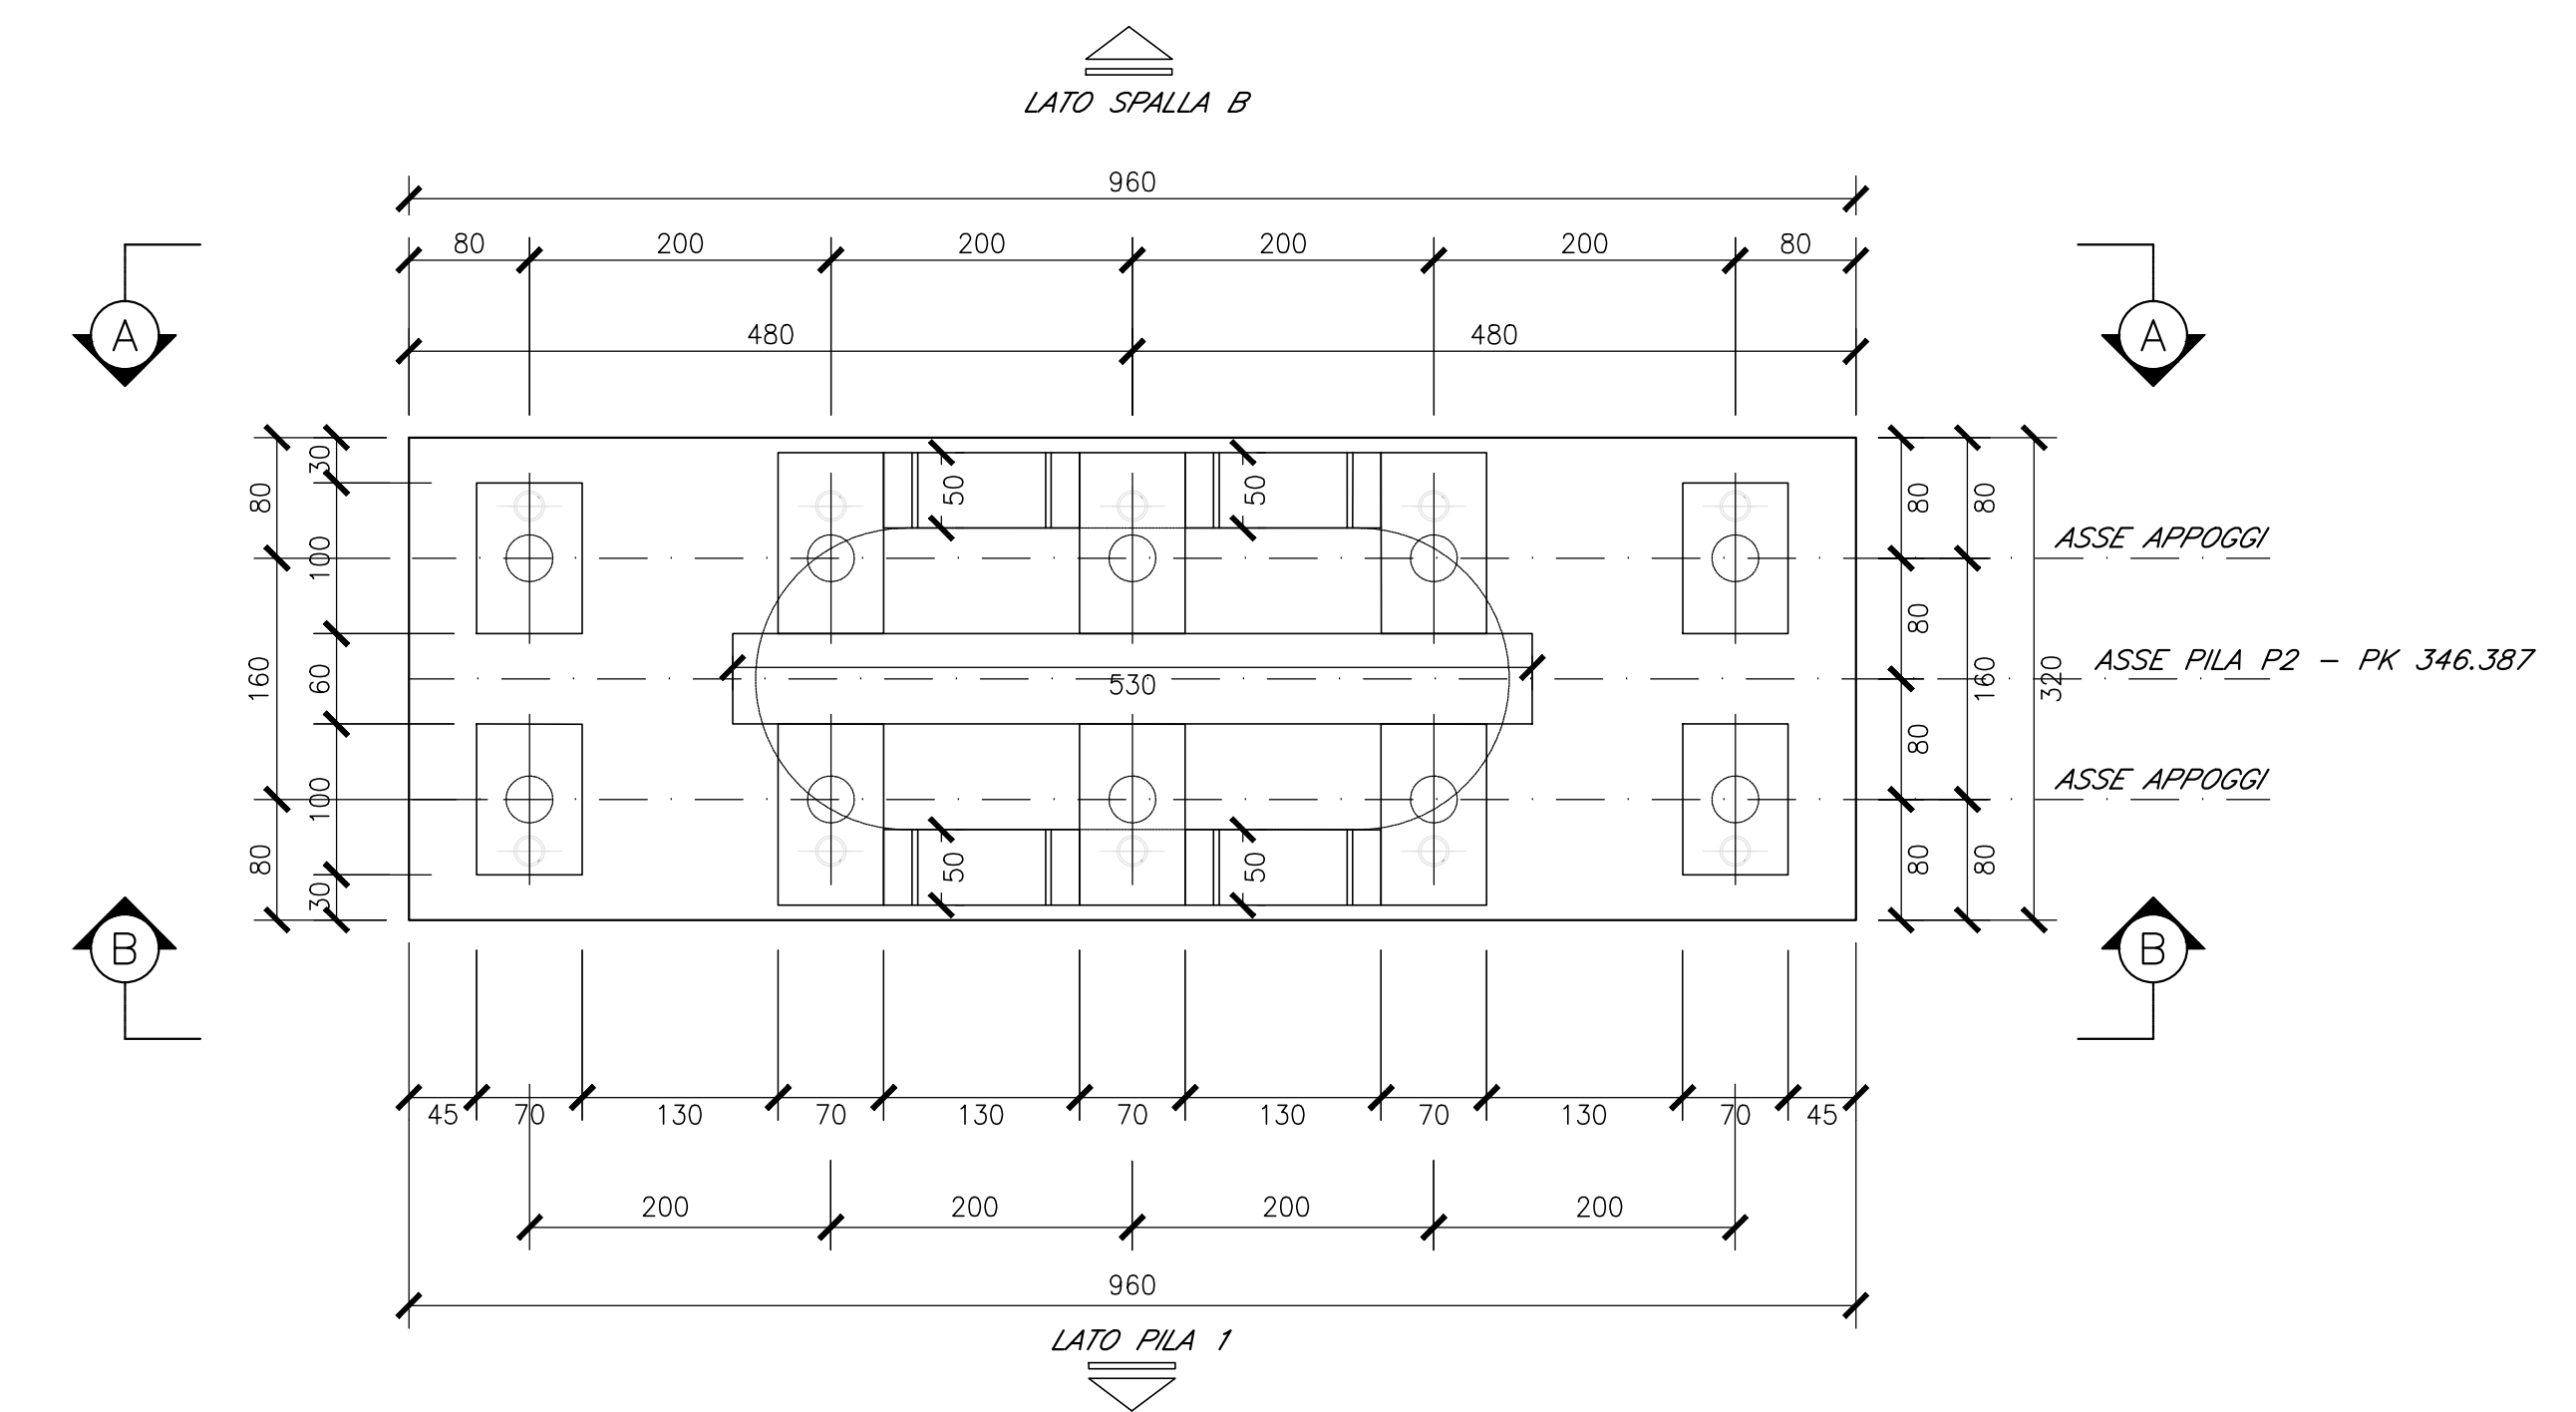 LATO SPALLA B
960
80 200 200 200 200 80
480 480
A A
30 80 100 160 60 100 80 30
50 50
80 80 80 160 320 80 80 80
ASSE APPOGGI
530
ASSE PILA P2 - PK 346.387
ASSE APPOGGI
50 50
B B
45 70 130 70 130 70 130 70 130 70 45
200 200 200 200
960
LATO PILA 1